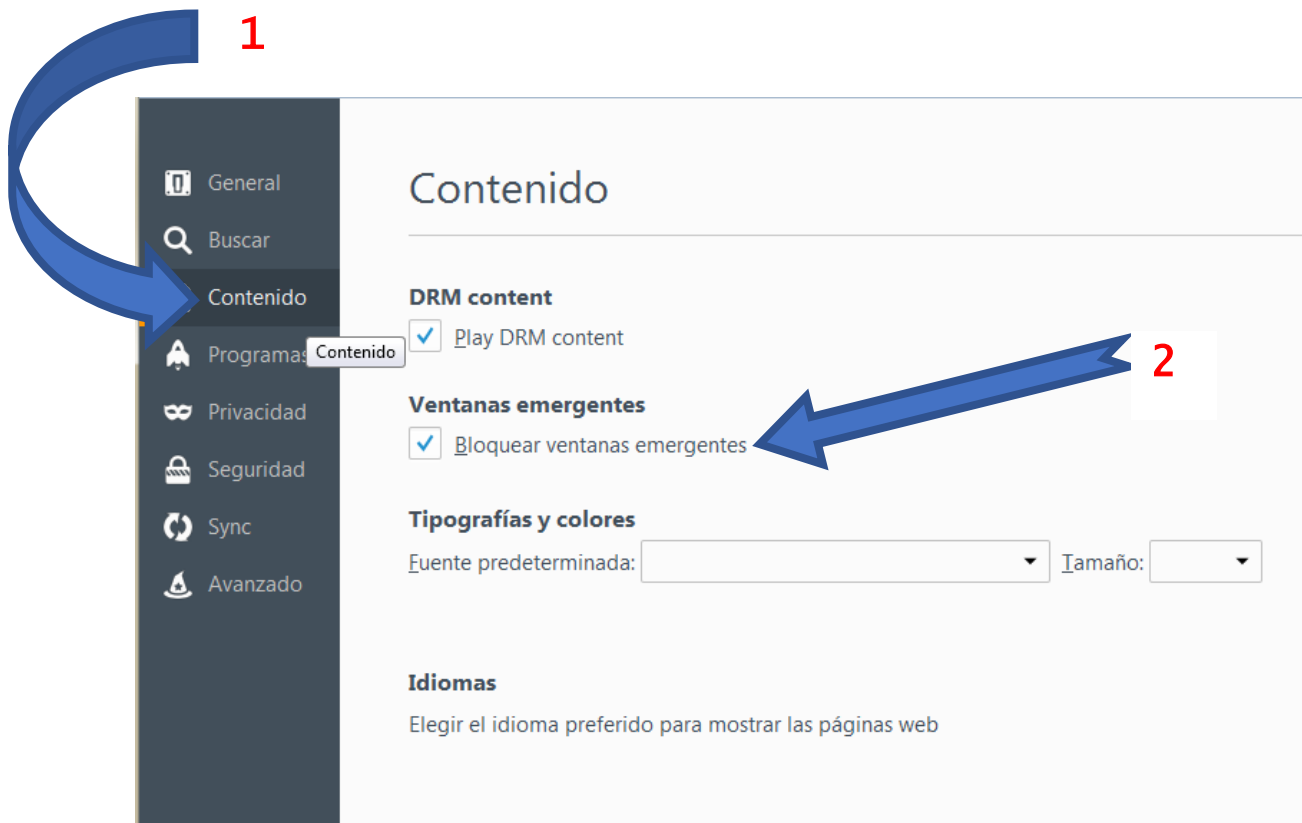 1
General
Buscar
Contenido
Programas
Contenido
Privacidad
Seguridad
Sync
Avanzado
Contenido
DRM content
Play DRM content
2
Ventanas emergentes
Bloquear ventanas emergentes
Tipografías y colores
Fuente predeterminada: Tamaño:
Idiomas
Elegir el idioma preferido para mostrar las páginas web